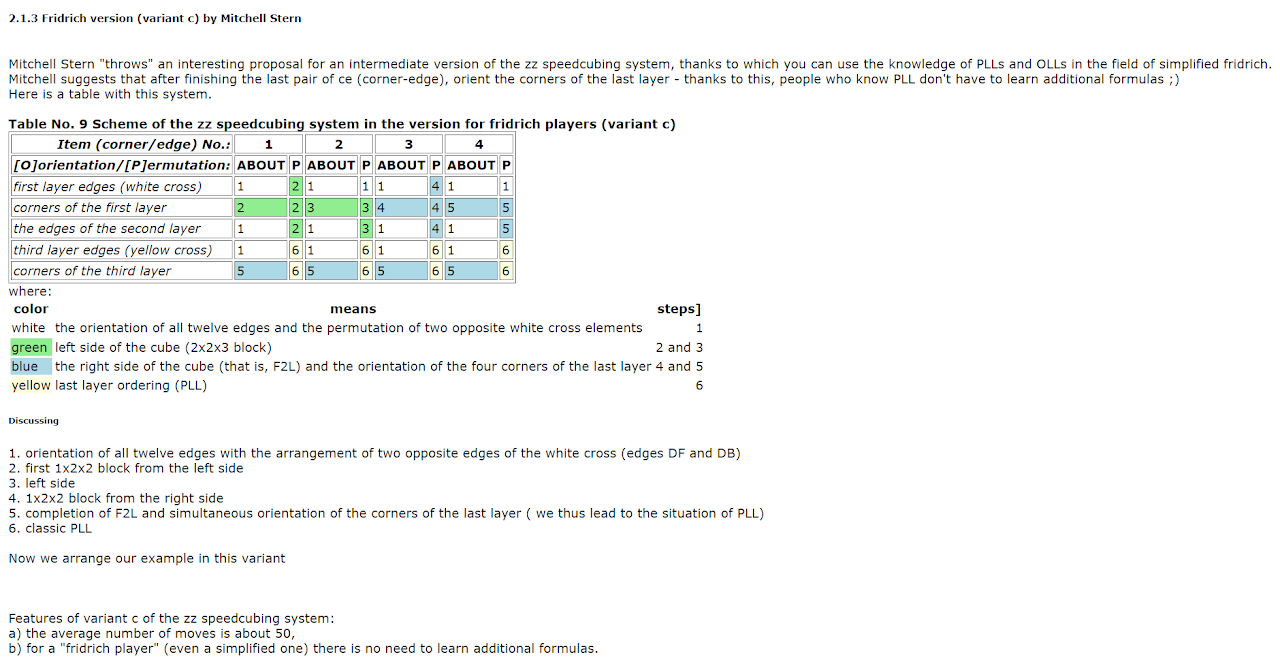 2.1.3 Fridrich version (variant c) by Mitchell Stern
Mitchell Stern "throws" an interesting proposal for an intermediate version of the zz speedcubing system, thanks to which you can use the knowledge of PLLs and OLLs in the field of simplified fridrich.
Mitchell suggests that after finishing the last pair of ce (corner-edge), orient the corners of the last layer - thanks to this, people who know PLL don't have to learn additional formulas ;)
Here is a table with this system.
Table No. 9 Scheme of the zz speedcubing system in the version for fridrich players (variant c)
Item (corner/edge) No.: 1 2 3 4
[O]orientation/[P]ermutation: ABOUT P ABOUT P ABOUT P ABOUT P
first layer edges (white cross) 1 2 1 1 1 4 1 1
corners of the first layer 2 2 3 3 4 4 5 5
the edges of the second layer 1 2 1 3 1 4 1 5
third layer edges (yellow cross) 1 6 1 6 1 6 1 6
corners of the third layer 5 6 5 6 5 6 5 6
where:
color means steps]
white the orientation of all twelve edges and the permutation of two opposite white cross elements 1
green left side of the cube (2x2x3 block) 2 and 3
blue the right side of the cube (that is, F2L) and the orientation of the four corners of the last layer 4 and 5
yellow last layer ordering (PLL) 6
Discussing
1. orientation of all twelve edges with the arrangement of two opposite edges of the white cross (edges DF and DB)
2. first 1x2x2 block from the left side
3. left side
4. 1x2x2 block from the right side
5. completion of F2L and simultaneous orientation of the corners of the last layer ( we thus lead to the situation of PLL)
6. classic PLL
Now we arrange our example in this variant
Features of variant c of the zz speedcubing system:
a) the average number of moves is about 50,
b) for a "fridrich player" (even a simplified one) there is no need to learn additional formulas.